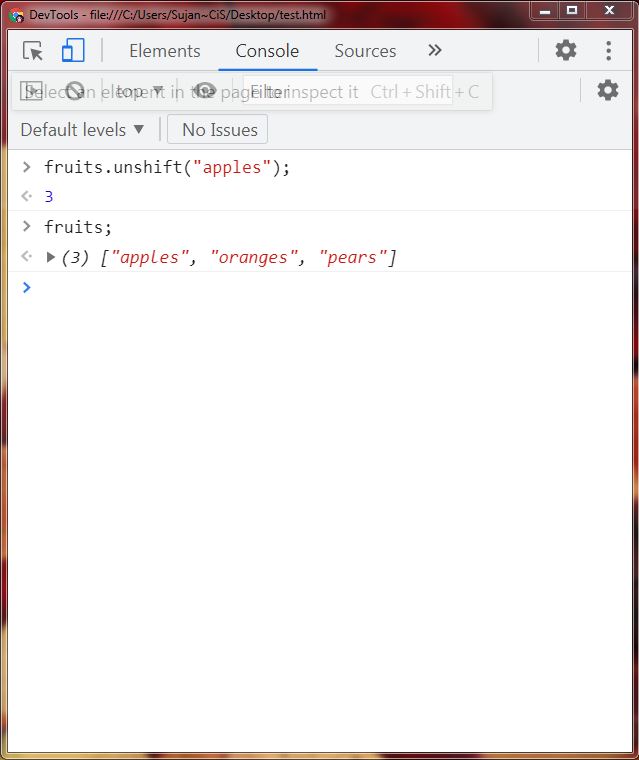 DevTools - file:///C:/Users/Sujan~CiS/Desktop/test.html
Elements Console Sources »
Select an element in the page to inspect it Ctrl + Shift + C
top ▼ Filter
Default levels ▼ No Issues
> fruits.unshift("apples");
3
> fruits;
▶ (3) ["apples", "oranges", "pears"]
>